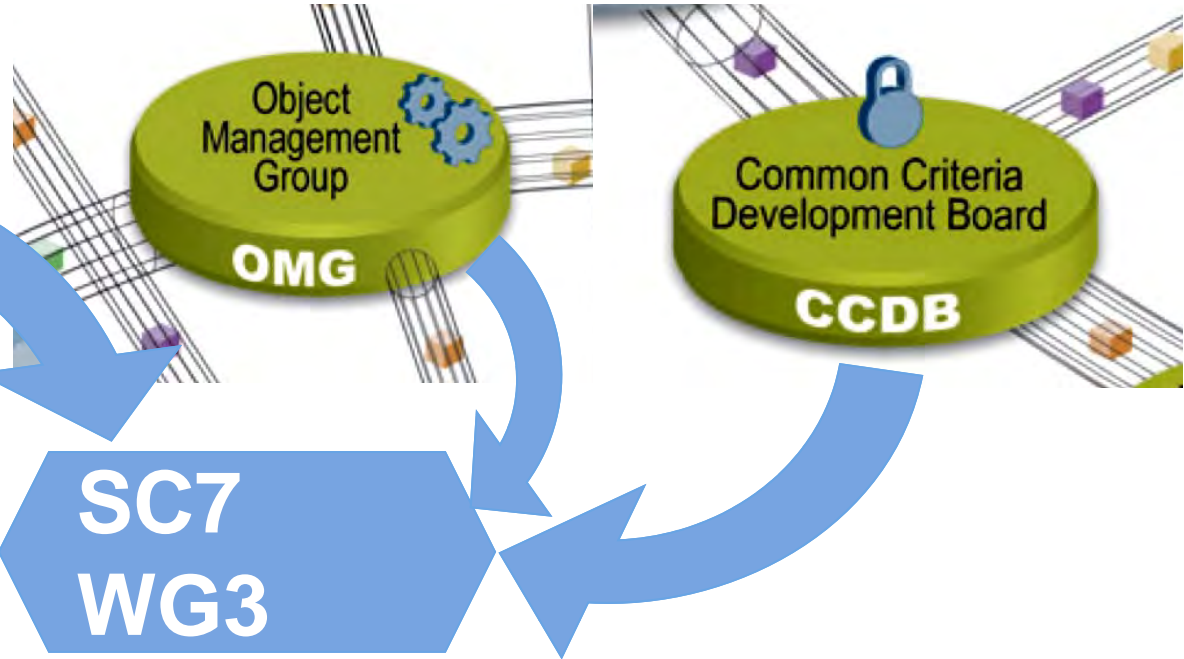 Object
Management
Group
OMG
Common Criteria
Development Board
CCDB
SC7
WG3